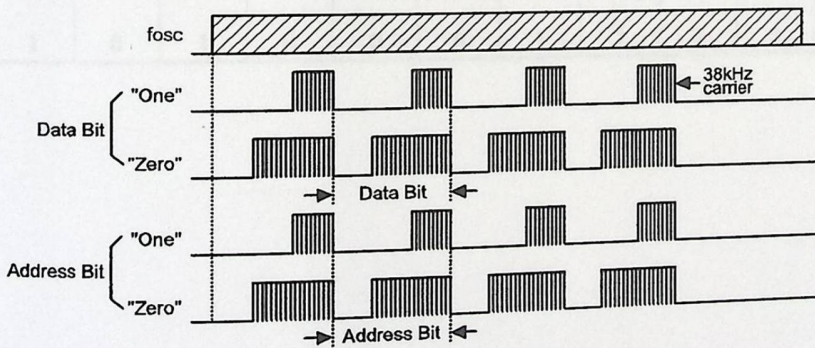 fosc
"One"
38kHz
carrier
Data Bit
"Zero"
Data Bit
"One"
Address Bit
"Zero"
Address Bit